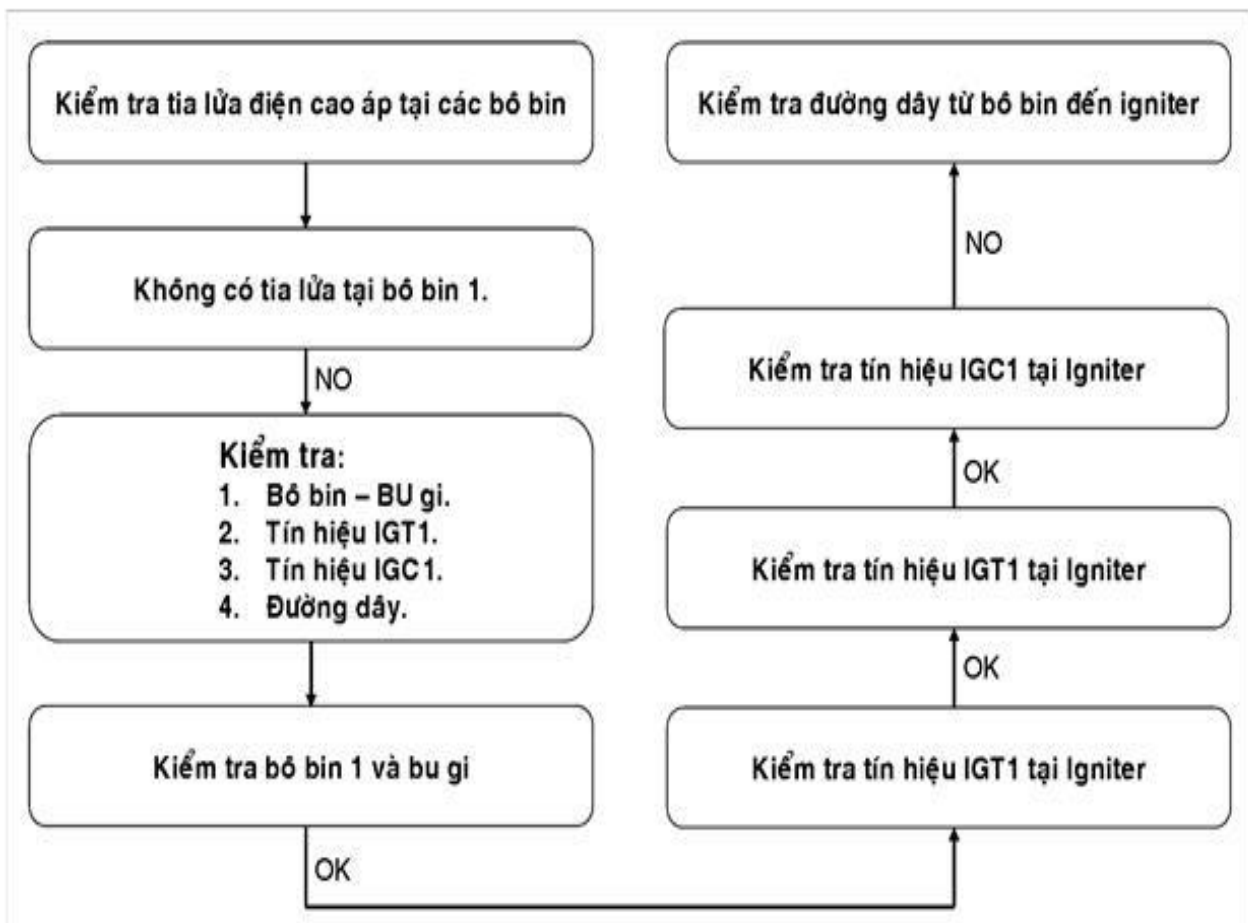 Kiểm tra tia lửa điện cao áp tại các bô bin
Không có tia lửa tại bô bin 1.
NO
Kiểm tra:
1. Bô bin – BU gi.
2. Tín hiệu IGT1.
3. Tín hiệu IGC1.
4. Đường dây.
Kiểm tra bô bin 1 và bu gi
OK
Kiểm tra tín hiệu IGT1 tại Igniter
OK
Kiểm tra tín hiệu IGT1 tại Igniter
OK
Kiểm tra tín hiệu IGC1 tại Igniter
NO
Kiểm tra đường dây từ bô bin đến igniter